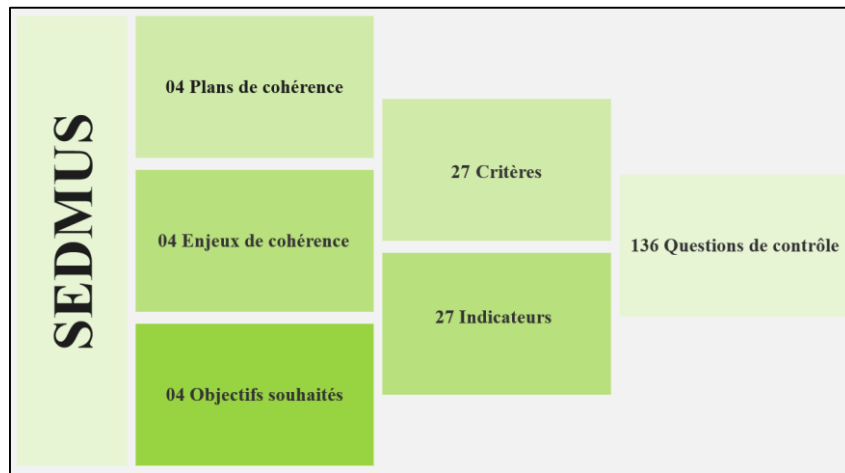 SEDMUS
04 Plans de cohérence
04 Enjeux de cohérence
04 Objectifs souhaités
27 Critères
27 Indicateurs
136 Questions de contrôle